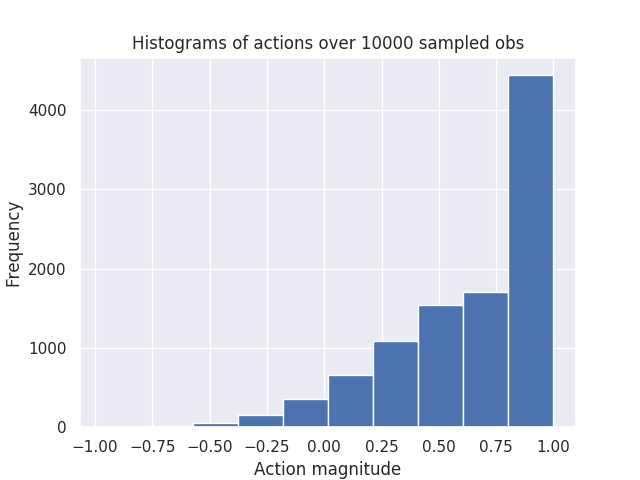 Histograms of actions over 10000 sampled obs
4000
3000
2000
1000
0
Frequency
−1.00 −0.75 −0.50 −0.25 0.00 0.25 0.50 0.75 1.00
Action magnitude